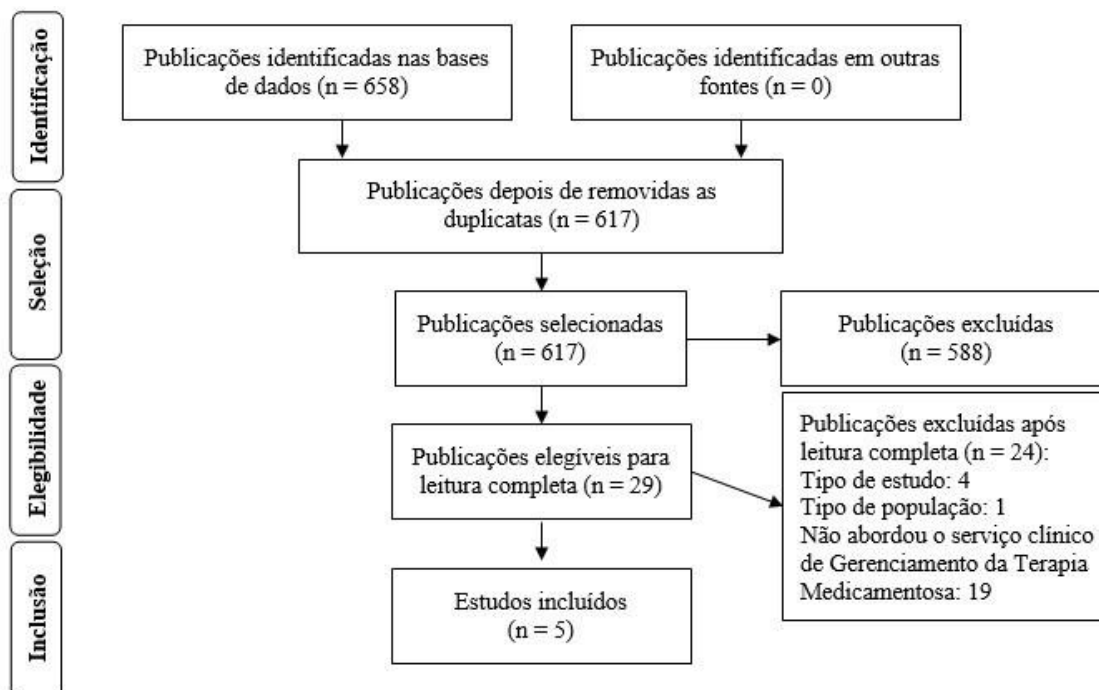 Identificação
Publicações identificadas nas bases
de dados (n = 658)
Publicações identificadas em outras
fontes (n = 0)
Seleção
Publicações depois de removidas as
duplicatas (n = 617)
Publicações selecionadas
(n = 617)
Publicações excluídas
(n = 588)
Elegibilidade
Publicações elegíveis para
leitura completa (n = 29)
Publicações excluídas após
leitura completa (n = 24):
Tipo de estudo: 4
Tipo de população: 1
Não abordou o serviço clínico
de Gerenciamento da Terapia
Medicamentosa: 19
Inclusão
Estudos incluídos
(n = 5)